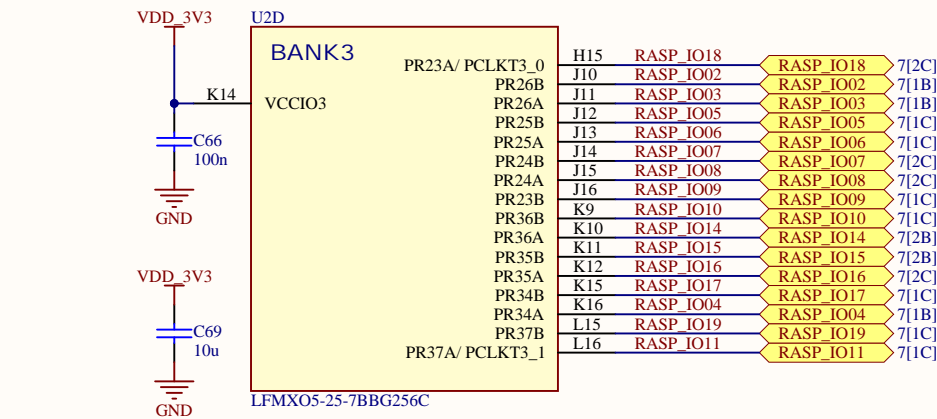 VDD_3V3
U2D
BANK3
K14
VCCIO3
C66
100n
GND
VDD_3V3
C69
10u
GND
PR23A/ PCLKT3_0 H15 RASP_IO18 RASP_IO18 7[2C]
PR26B J10 RASP_IO02 RASP_IO02 7[1B]
PR26A J11 RASP_IO03 RASP_IO03 7[1B]
PR25B J12 RASP_IO05 RASP_IO05 7[1C]
PR25A J13 RASP_IO06 RASP_IO06 7[1C]
PR24B J14 RASP_IO07 RASP_IO07 7[2C]
PR24A J15 RASP_IO08 RASP_IO08 7[2C]
PR23B J16 RASP_IO09 RASP_IO09 7[1C]
PR36B K9 RASP_IO10 RASP_IO10 7[1C]
PR36A K10 RASP_IO14 RASP_IO14 7[2B]
PR35B K11 RASP_IO15 RASP_IO15 7[2B]
PR35A K12 RASP_IO16 RASP_IO16 7[2C]
PR34B K15 RASP_IO17 RASP_IO17 7[1C]
PR34A K16 RASP_IO04 RASP_IO04 7[1B]
PR37B L15 RASP_IO19 RASP_IO19 7[1C]
PR37A/ PCLKT3_1 L16 RASP_IO11 RASP_IO11 7[1C]
LFMXO5-25-7BBG256C